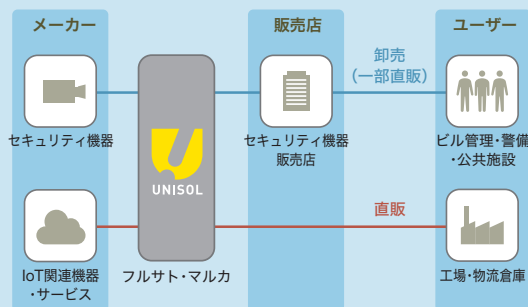 メーカー
販売店
ユーザー
卸売
（一部直販）
セキュリティ機器
UNISOL
セキュリティ機器
販売店
ビル管理・警備
・公共施設
直販
IoT関連機器
・サービス
フルサト・マルカ
工場・物流倉庫